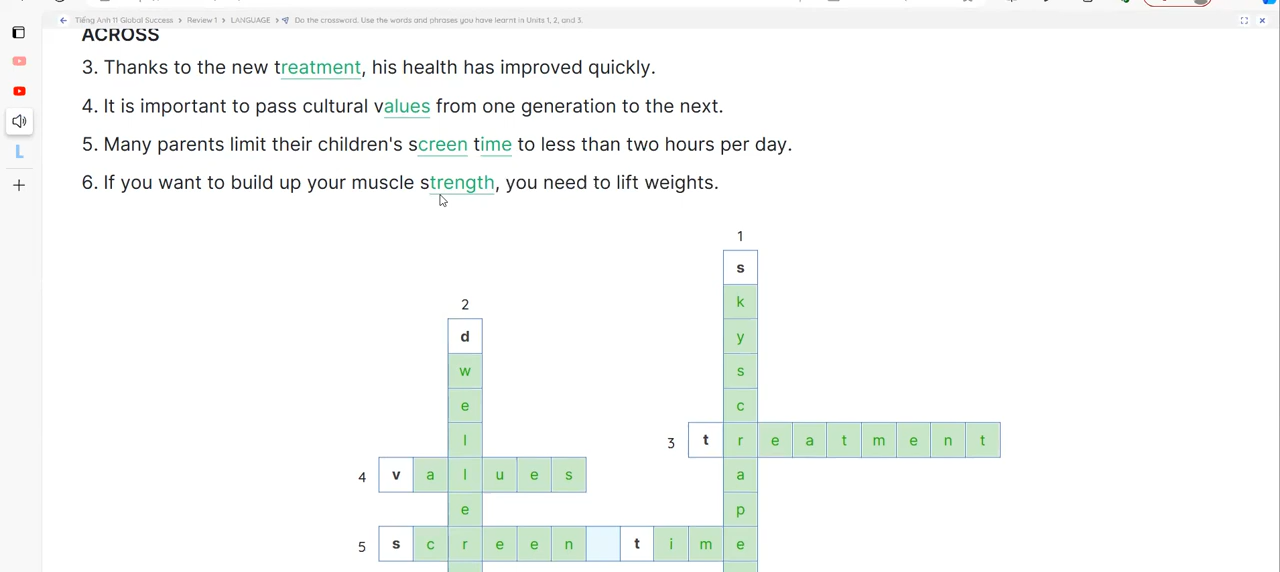 Tiếng Anh 11 Global Success > Review 1 > LANGUAGE > Do the crossword. Use the words and phrases you have learnt in Units 1, 2, and 3.
ACROSS
3. Thanks to the new treatment, his health has improved quickly.
4. It is important to pass cultural values from one generation to the next.
5. Many parents limit their children's screen time to less than two hours per day.
6. If you want to build up your muscle strength, you need to lift weights.
L
1
s
k
2
d
y
w
s
e
c
l
3 t r e a t m e n t
4 v a l u e s
a
e
p
5 s c r e e n t i m e